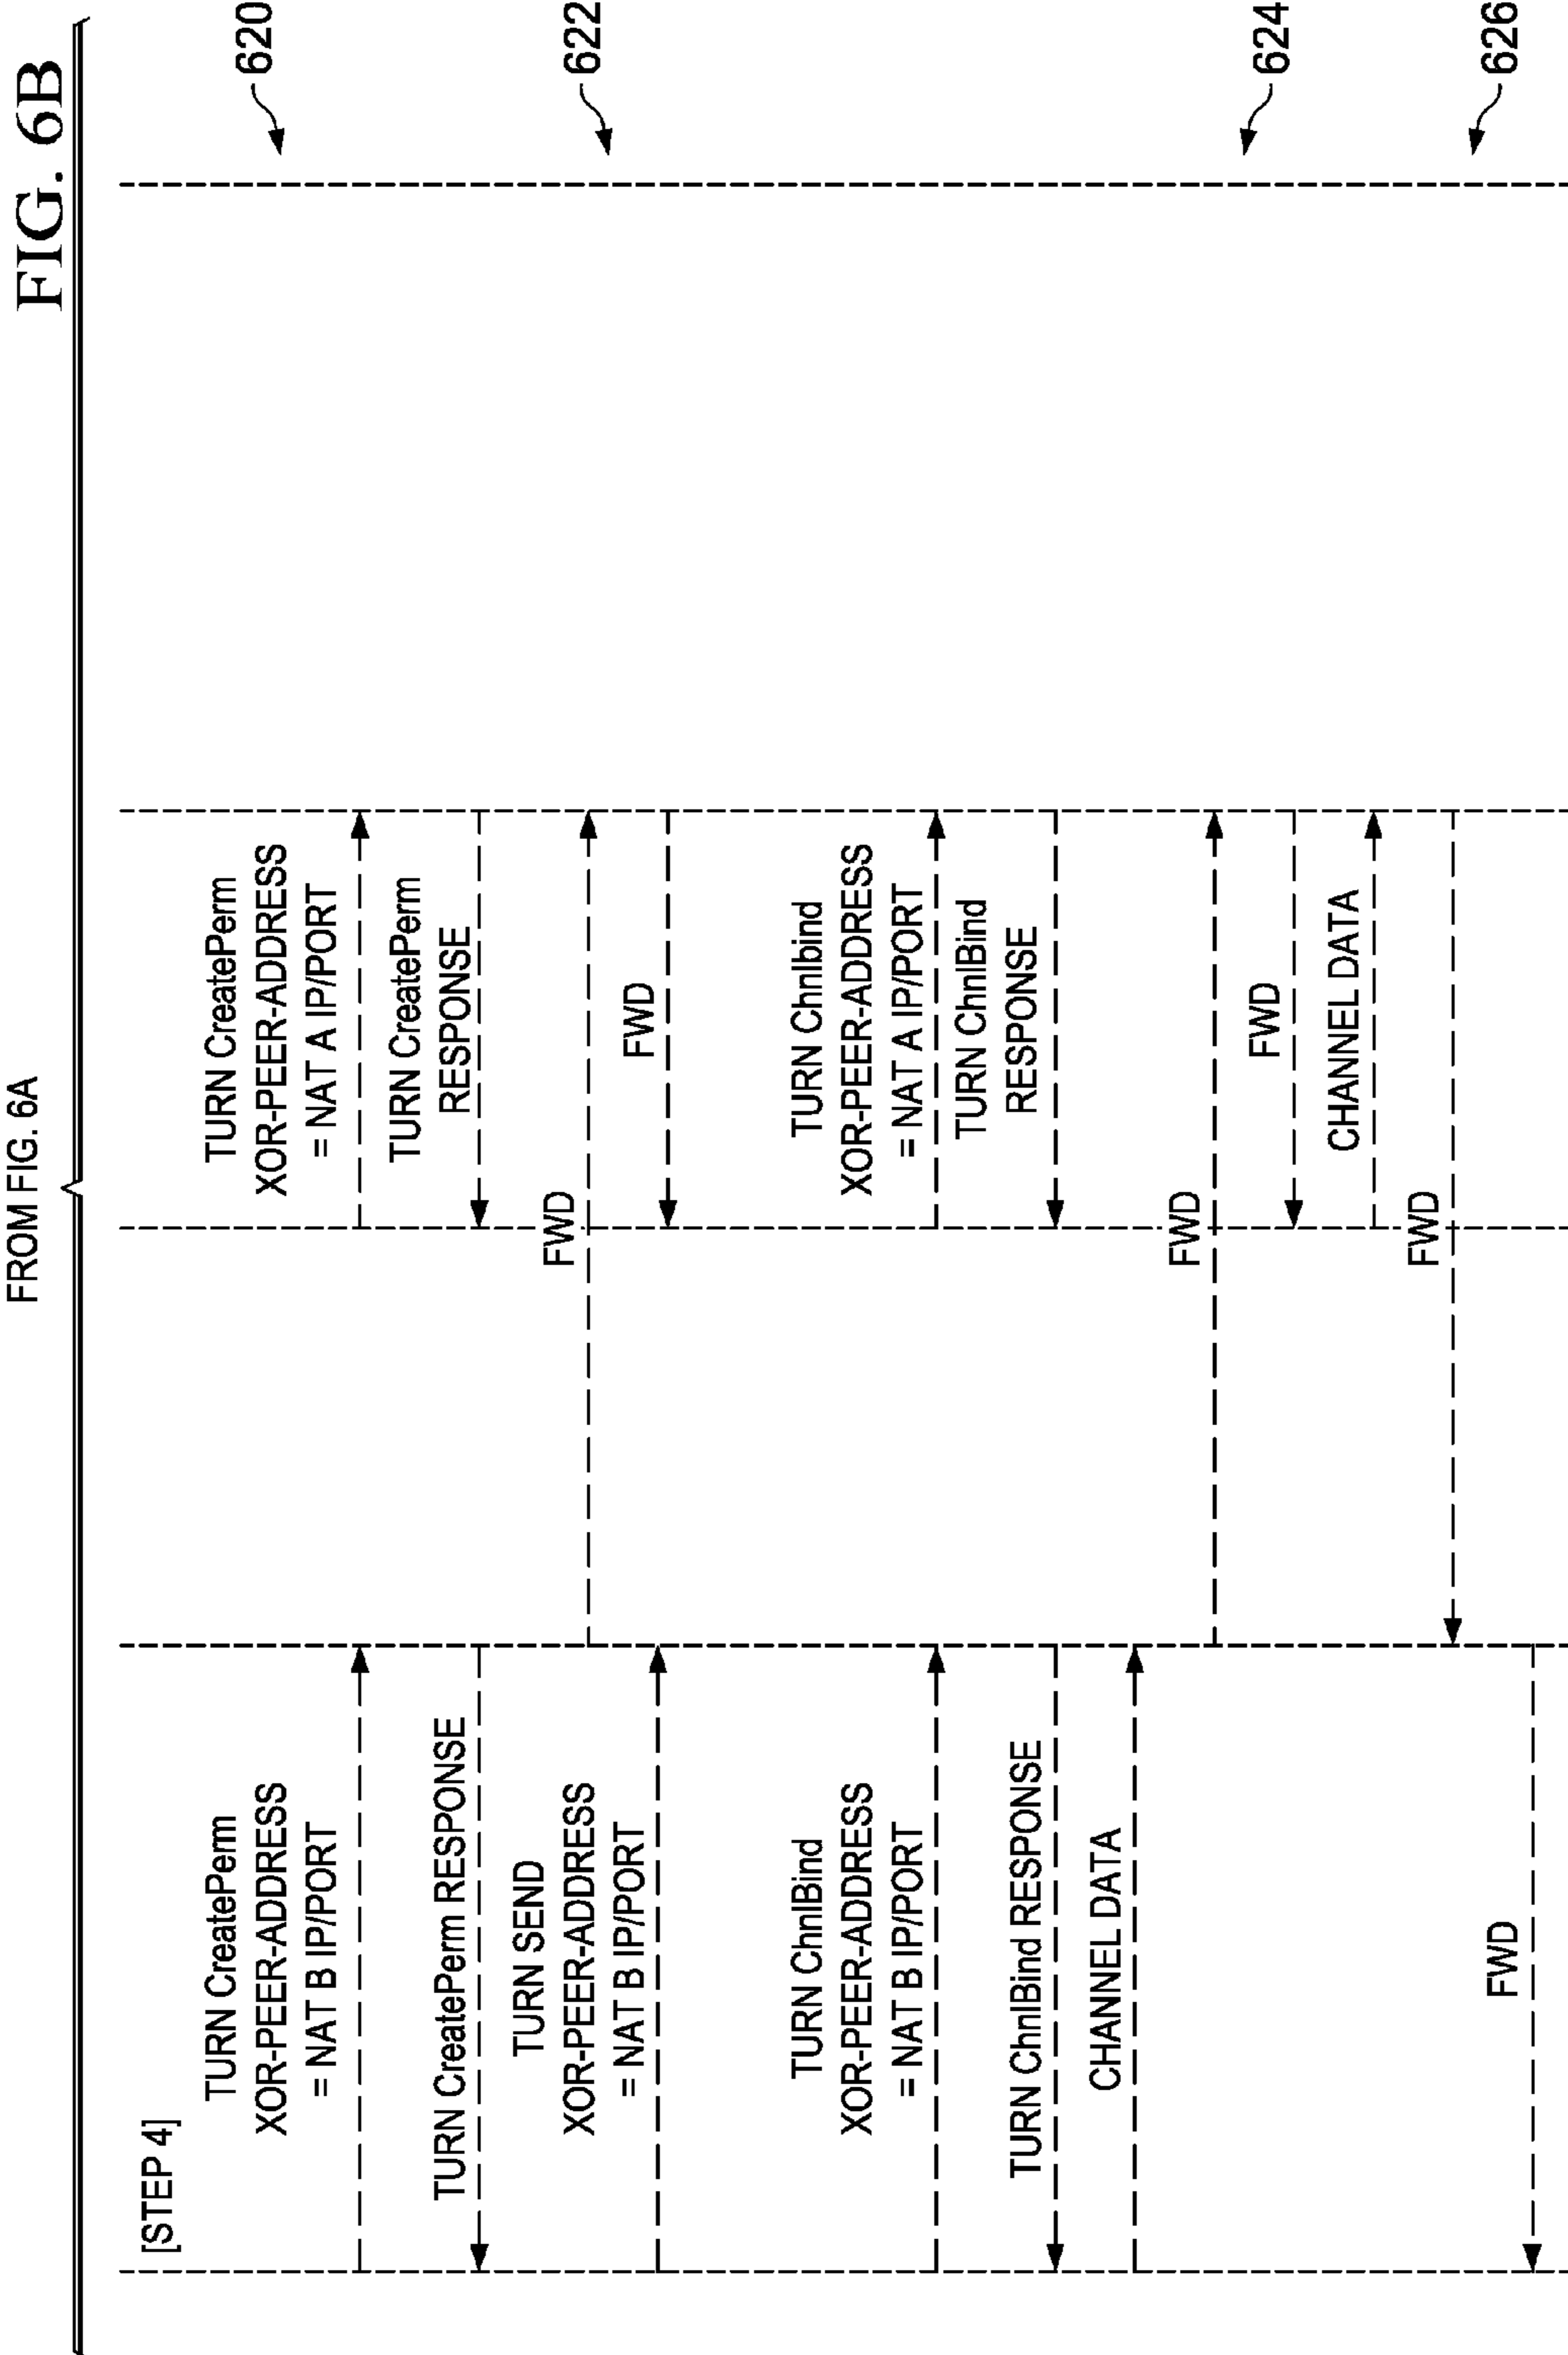 FROM FIG. 6A
FIG. 6B
[STEP 4]
TURN CreatePerm
XOR-PEER-ADDRESS
= NAT B IP/PORT
TURN CreatePerm
XOR-PEER-ADDRESS
= NAT A IP/PORT
620
TURN CreatePerm RESPONSE
TURN CreatePerm
RESPONSE
TURN SEND
XOR-PEER-ADDRESS
= NAT B IP/PORT
FWD
FWD
622
TURN ChnlBind
XOR-PEER-ADDRESS
= NAT B IP/PORT
TURN Chnlbind
XOR-PEER-ADDRESS
= NAT A IP/PORT
TURN ChnlBind RESPONSE
TURN ChnlBind
RESPONSE
CHANNEL DATA
FWD
FWD
624
CHANNEL DATA
FWD
FWD
626